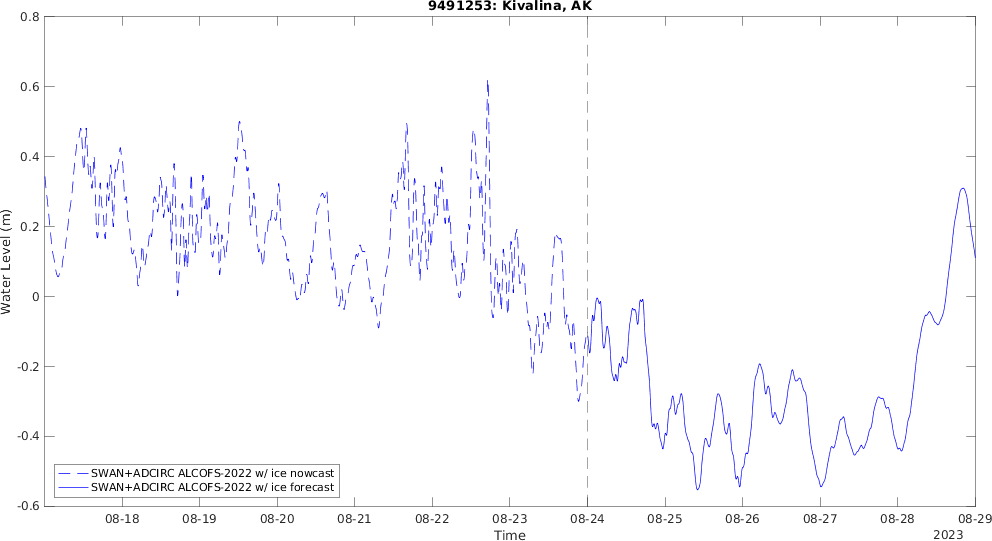 9491253: Kivalina, AK
0.8
0.6
0.4
0.2
0
-0.2
-0.4
-0.6
Water Level (m)
SWAN+ADCIRC ALCOFS-2022 w/ ice nowcast
SWAN+ADCIRC ALCOFS-2022 w/ ice forecast
08-18 08-19 08-20 08-21 08-22 08-23 08-24 08-25 08-26 08-27 08-28 08-29
Time
2023